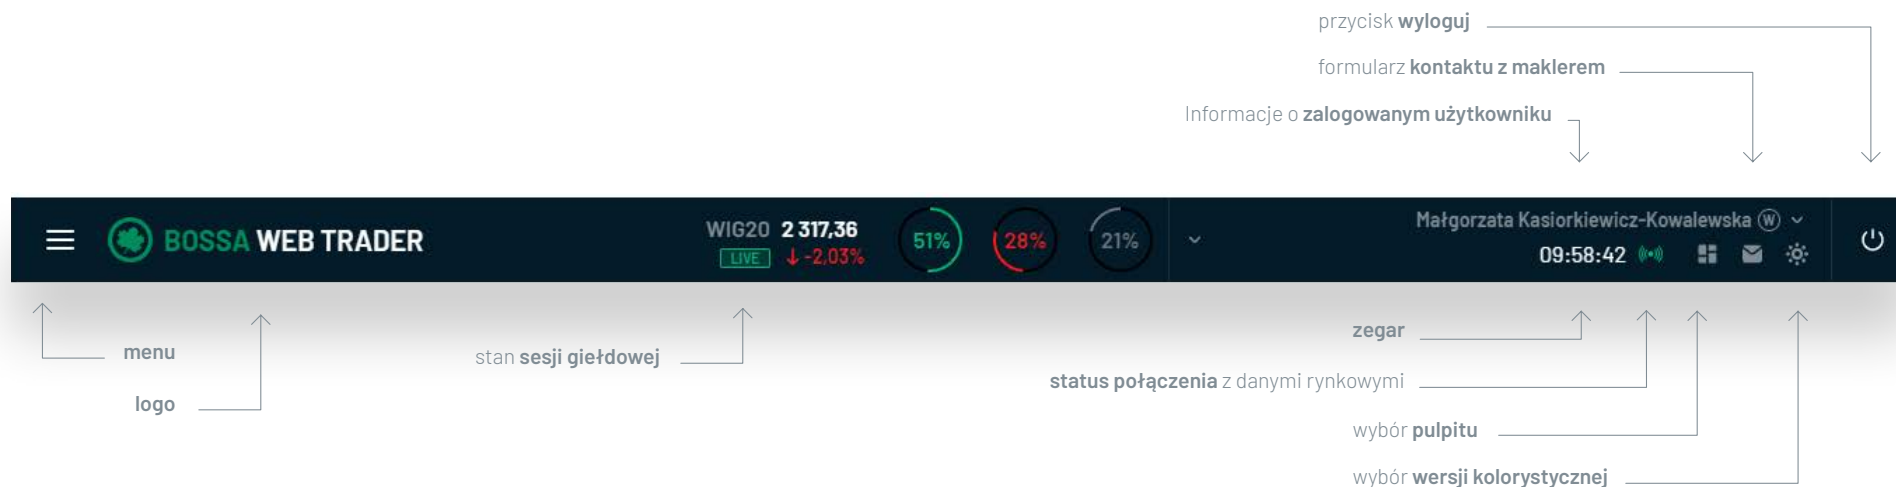 przycisk wyloguj
formularz kontaktu z maklerem
Informacje o zalogowanym użytkowniku
BOSSA WEB TRADER
WIG20 2 317,36
LIVE ↓ -2,03%
51%
28%
21%
Małgorzata Kasiorkiewicz-Kowalewska W
09:58:42
menu
logo
stan sesji giełdowej
zegar
status połączenia z danymi rynkowymi
wybór pulpitu
wybór wersji kolorystycznej